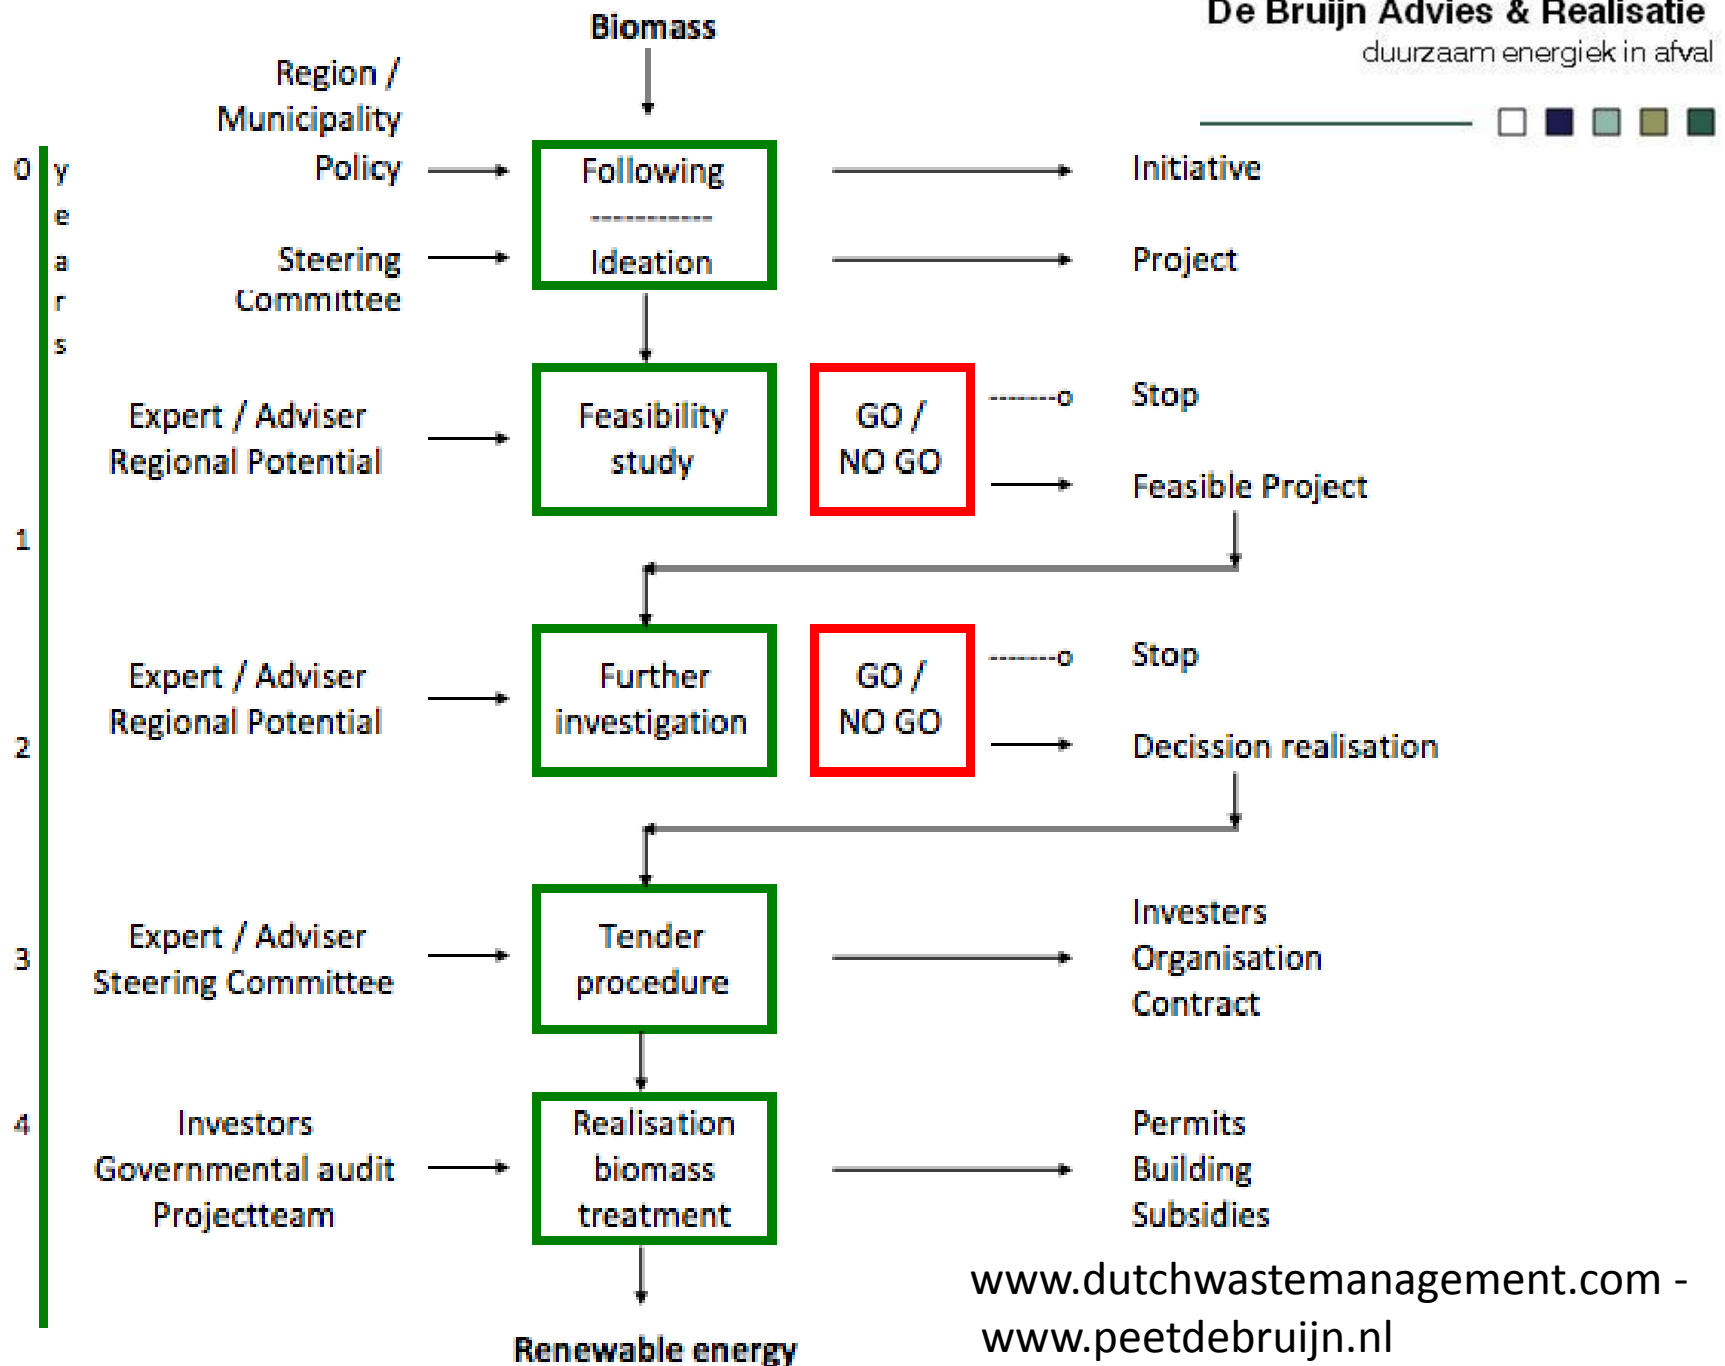 De Bruijn Advies & Realisatie
duurzaam energiek in afval
Biomass
Region /
Municipality
0
years
Policy
Following
-----------
Initiative
Steering
Committee
Ideation
Project
Expert / Adviser
Regional Potential
Feasibility
study
GO /
NO GO
-------o Stop
Feasible Project
1
Expert / Adviser
Regional Potential
Further
investigation
GO /
NO GO
-------o Stop
Decission realisation
2
Expert / Adviser
Steering Committee
Tender
procedure
Investers
Organisation
Contract
3
4
Investors
Governmental audit
Projectteam
Realisation
biomass
treatment
Permits
Building
Subsidies
Renewable energy
www.dutchwastemanagement.com -
www.peetdebruijn.nl